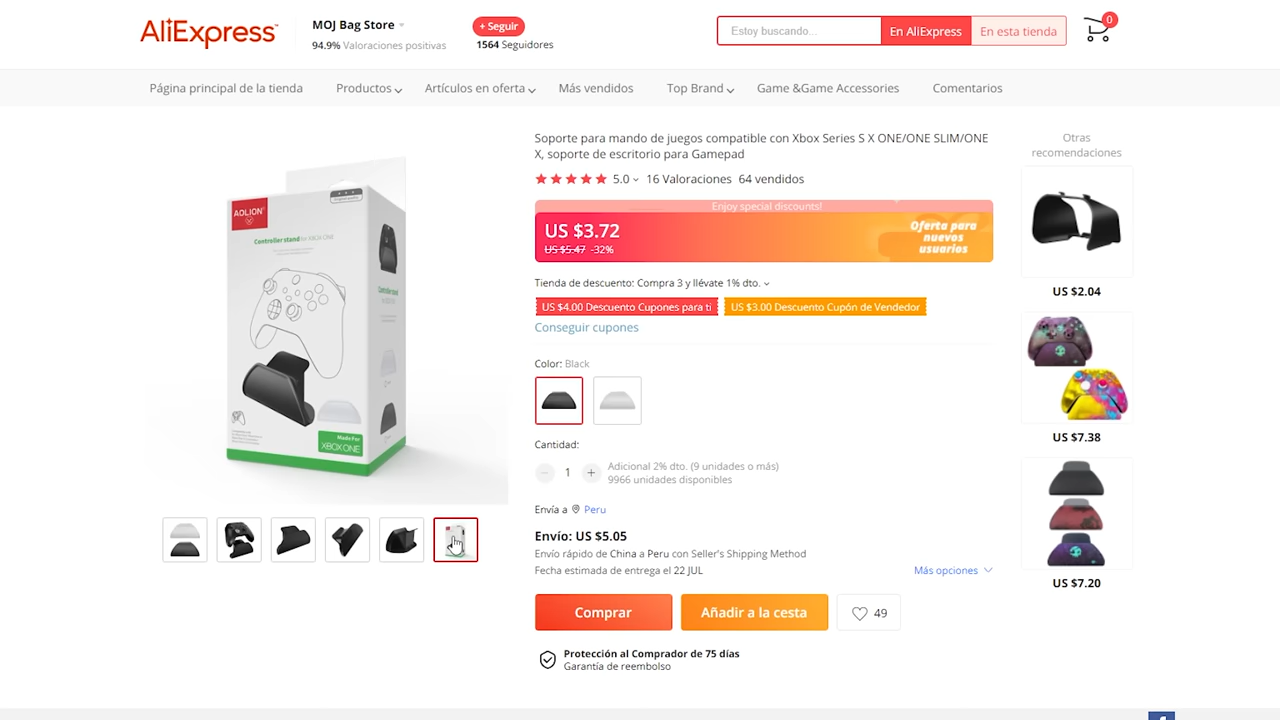 AliExpress™
MOJ Bag Store
94.9% Valoraciones positivas
+ Seguir
1564 Seguidores
Estoy buscando...
En AliExpress
En esta tienda
0
Página principal de la tienda
Productos
Artículos en oferta
Más vendidos
Top Brand
Game &Game Accessories
Comentarios
AOLION
Controller stand for XBOX ONE
Made For
XBOX ONE
Soporte para mando de juegos compatible con Xbox Series S X ONE/ONE SLIM/ONE
X, soporte de escritorio para Gamepad
5.0
16 Valoraciones
64 vendidos
Enjoy special discounts!
US $3.72
US $5.47 -32%
Oferta para
nuevos
usuarios
Tienda de descuento: Compra 3 y llévate 1% dto.
US $4.00 Descuento Cupones para ti
US $3.00 Descuento Cupón de Vendedor
Conseguir cupones
Color: Black
Cantidad:
1
Adicional 2% dto. (9 unidades o más)
9966 unidades disponibles
Envía a Peru
Envío: US $5.05
Envío rápido de China a Peru con Seller's Shipping Method
Fecha estimada de entrega el 22 JUL
Más opciones
Comprar
Añadir a la cesta
49
Protección al Comprador de 75 días
Garantía de reembolso
Otras
recomendaciones
US $2.04
US $7.38
US $7.20